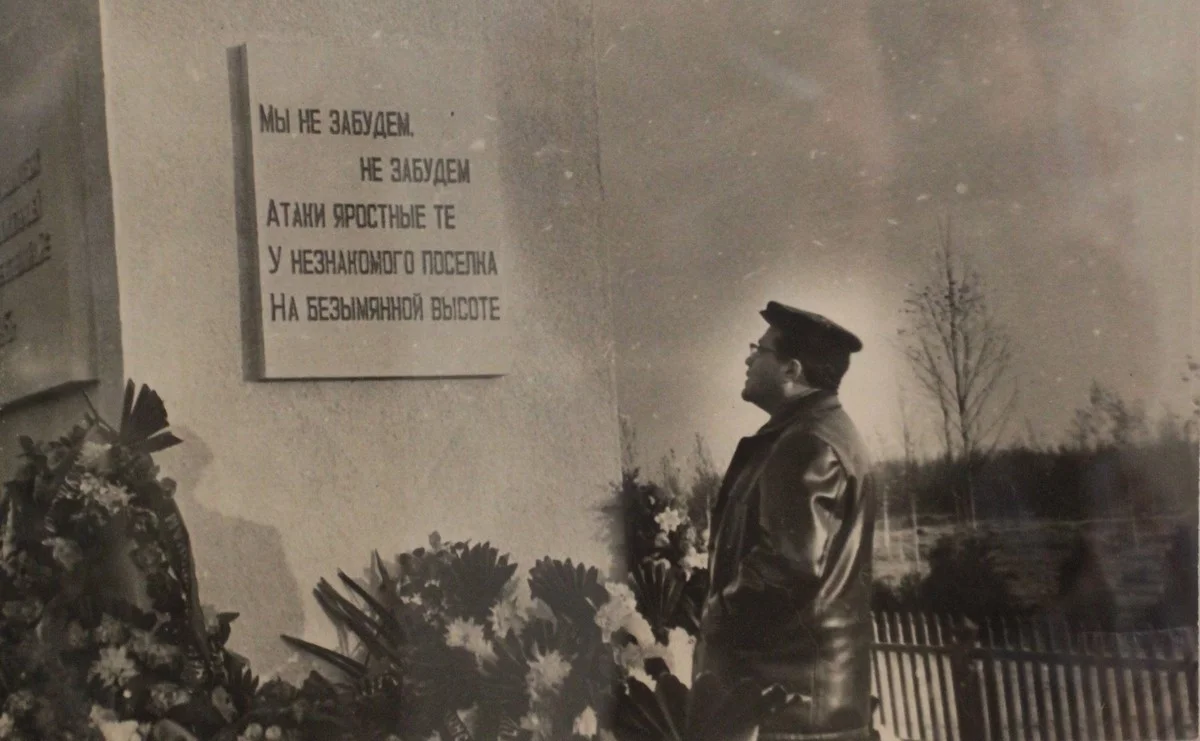 Мы не забудем,
не забудем
Атаки яростные те
У незнакомого поселка
На безымянной высоте